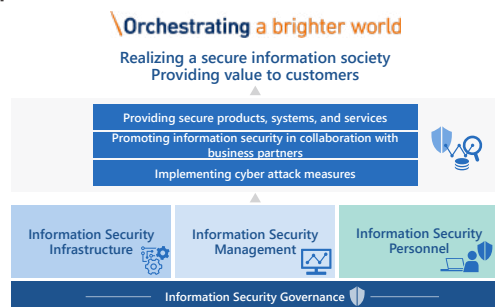 \Orchestrating a brighter world
Realizing a secure information society
Providing value to customers
Providing secure products, systems, and services
Promoting information security in collaboration with
business partners
Implementing cyber attack measures
Information Security
Infrastructure
Information Security
Management
Information Security
Personnel
Information Security Governance